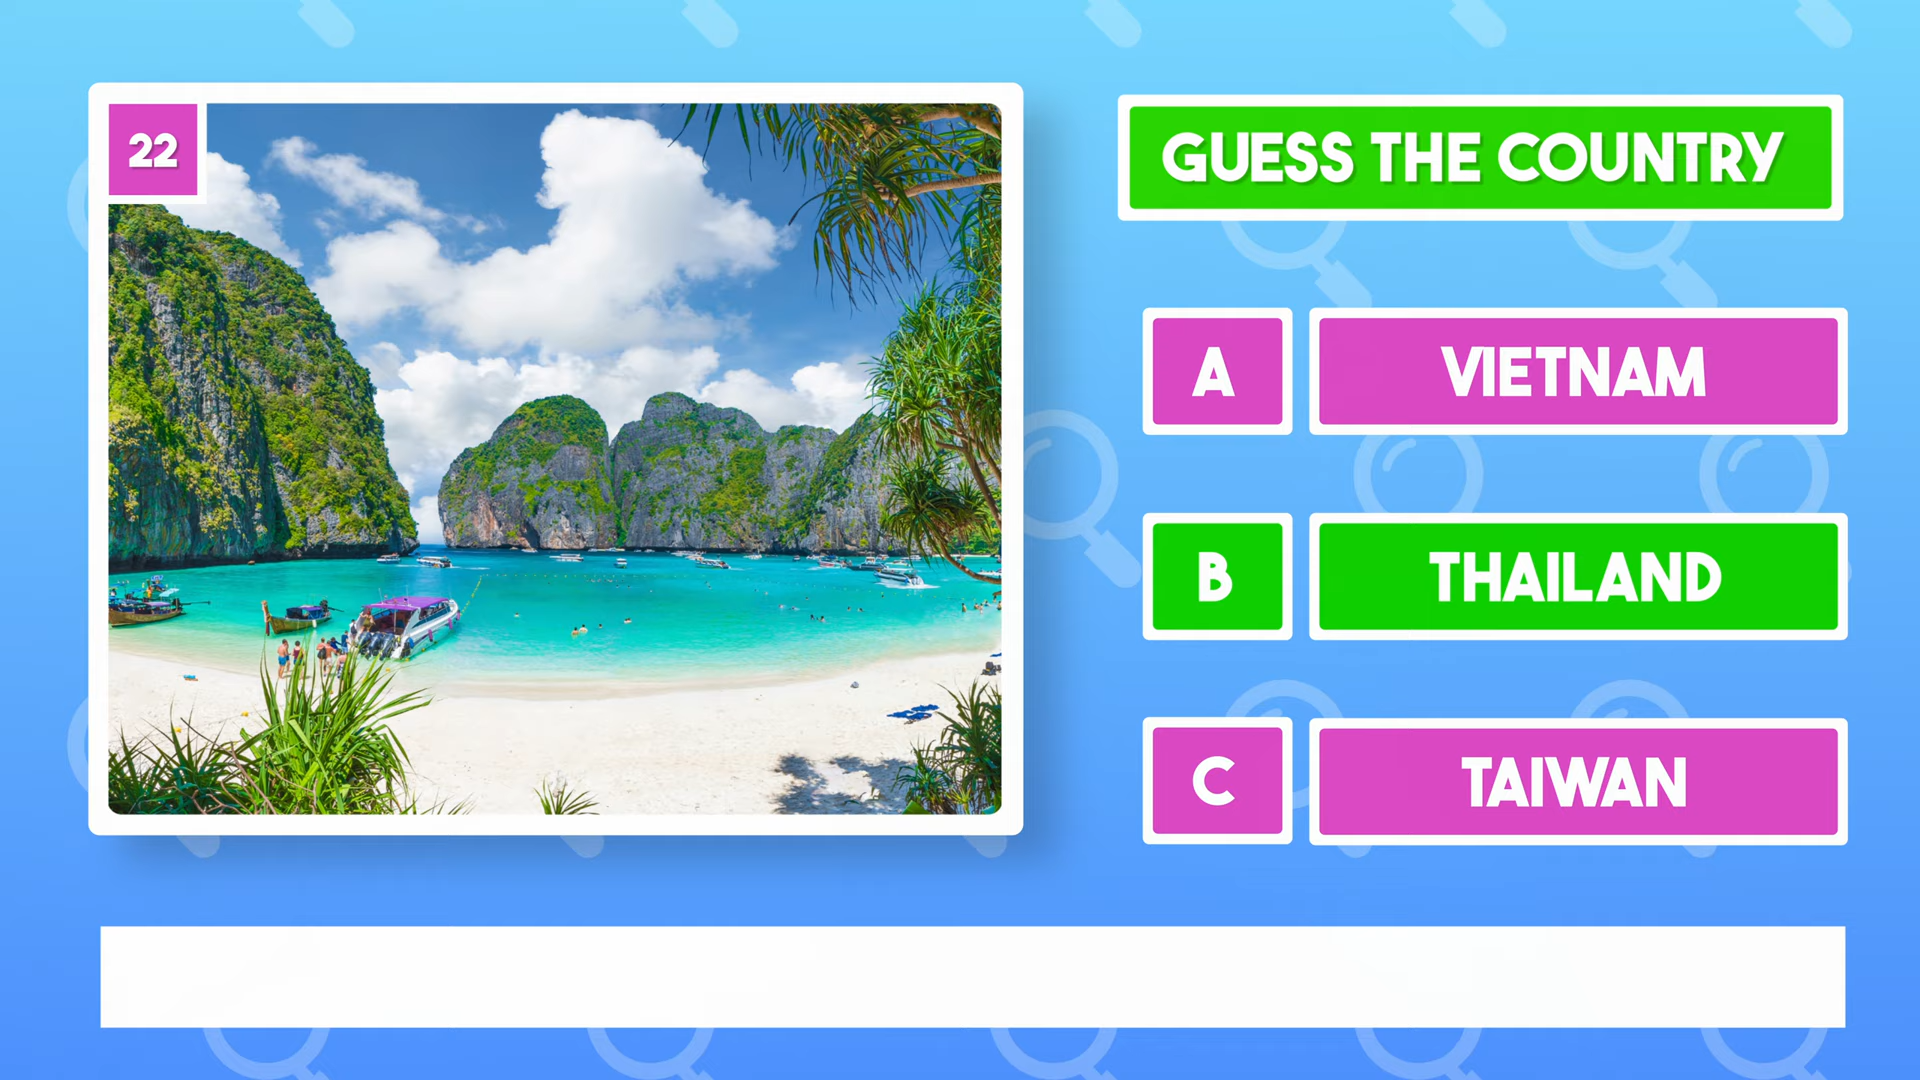 22
GUESS THE COUNTRY
A
VIETNAM
B
THAILAND
C
TAIWAN